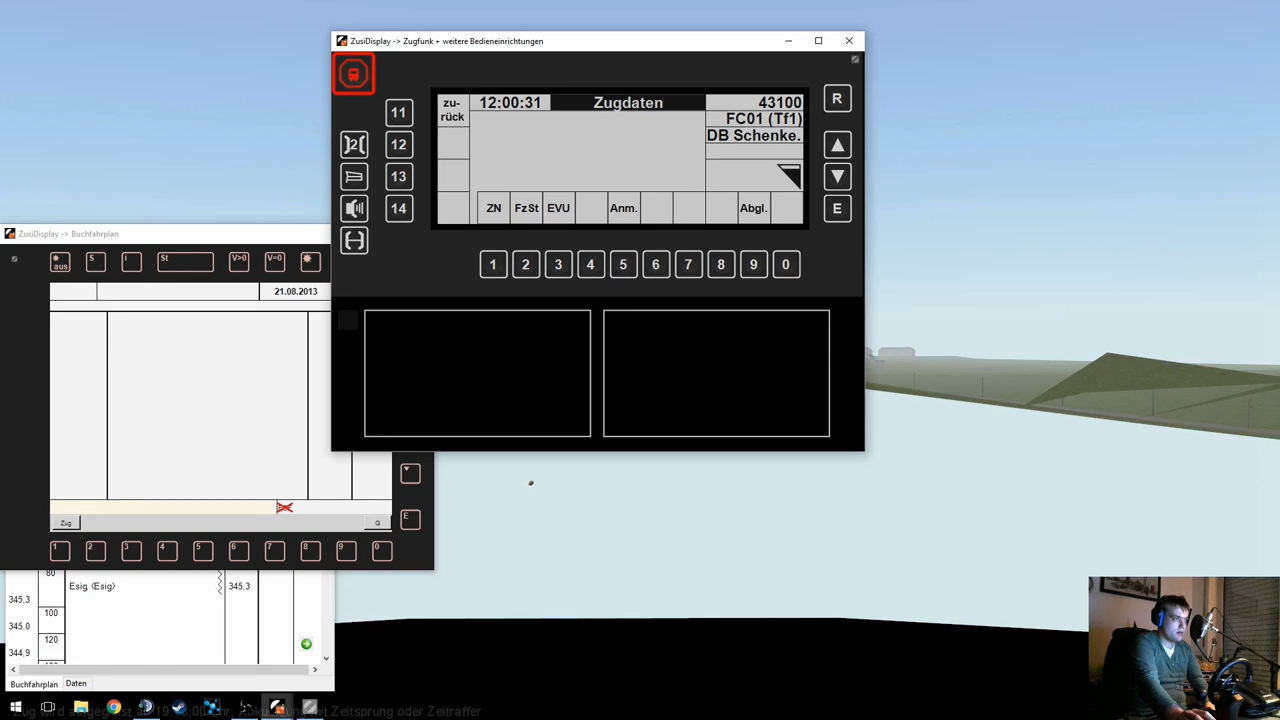 ZusiDisplay -> Zugfunk + weitere Bedieneinrichtungen
zu-
rück
12:00:31
Zugdaten
43100
FC01 (Tf1)
DB Schenke.
ZN FzSt EVU Anm. Abgl.
11
12
13
14
2
R
E
1 2 3 4 5 6 7 8 9 0
ZusiDisplay -> Buchfahrplan
aus S i St V>0 V=0
21.08.2013
Zug G
E
1 2 3 4 5 6 7 8 9 0
80
Esig (Esig) 345,3
345,3
100
345,0
120
344,9
Buchfahrplan Daten